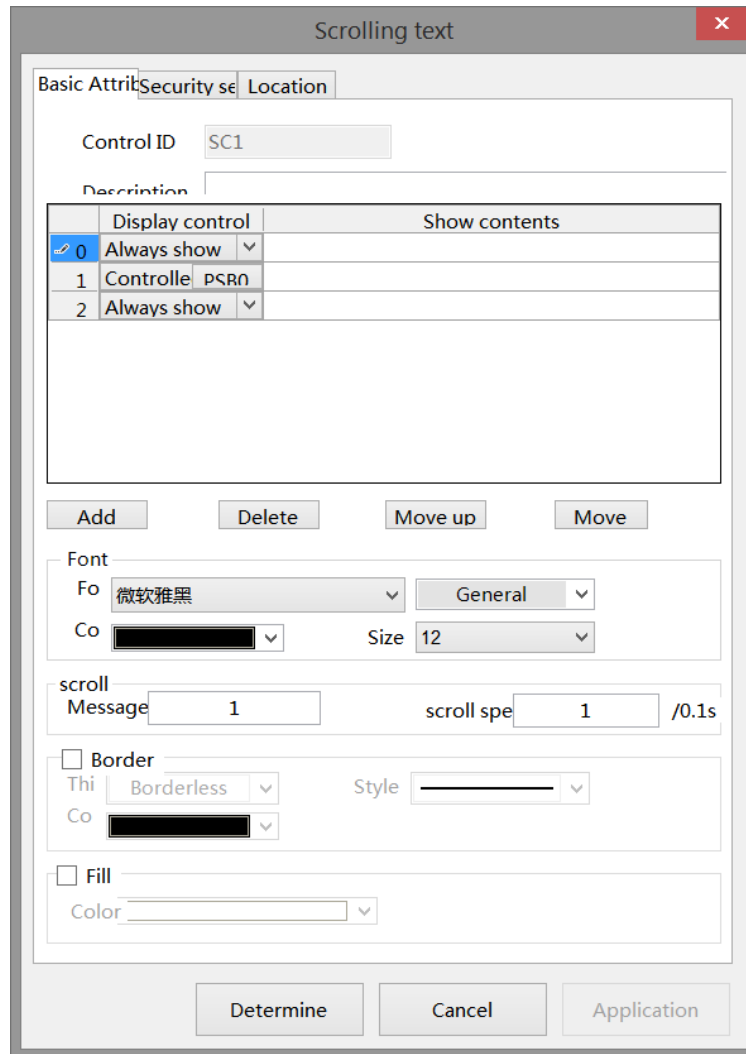 Scrolling text
Basic Attrib Security se Location
Control ID SC1
Description
Display control Show contents
0 Always show
1 Controlle PSB0
2 Always show
Add Delete Move up Move
Font
Fo 微软雅黑 General
Co Size 12
scroll
Message 1 scroll spe 1 /0.1s
Border
Thi Borderless Style
Co
Fill
Color
Determine Cancel Application